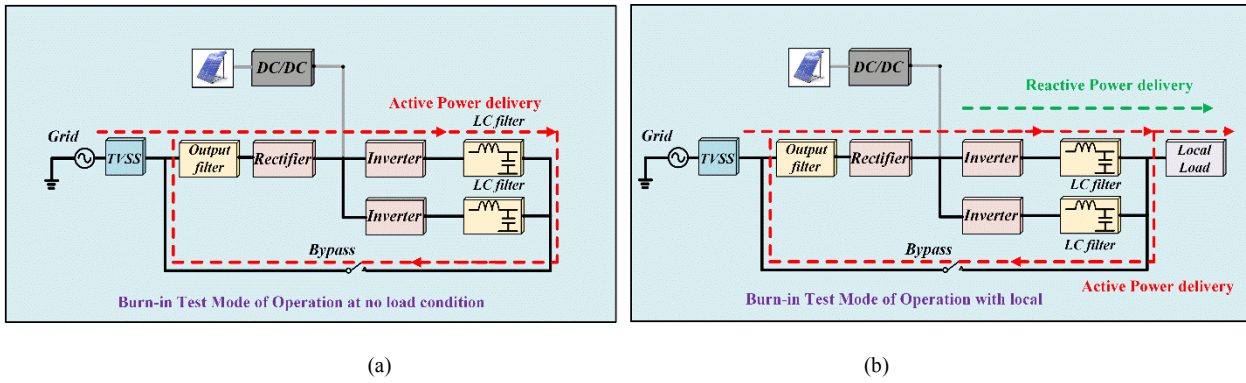 DC/DC
Active Power delivery
LC filter
Grid
TVSS
Output
filter
Rectifier
Inverter
Inverter
LC filter
Bypass
Burn-in Test Mode of Operation at no load condition
(a)
DC/DC
Reactive Power delivery
Grid
TVSS
Output
filter
Rectifier
Inverter
Local
Load
LC filter
Inverter
LC filter
Bypass
Active Power delivery
Burn-in Test Mode of Operation with local
(b)